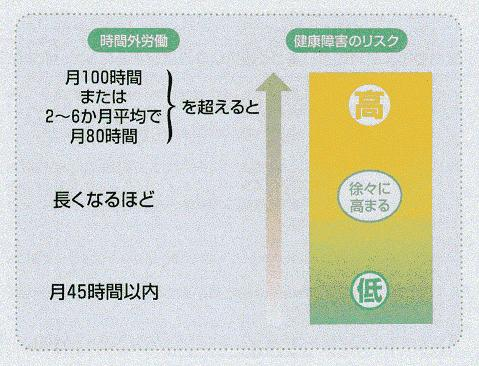 時間外労働
健康障害のリスク
月100時間
または
2〜6か月平均で
月80時間
を超えると
高
長くなるほど
徐々に
高まる
月45時間以内
低